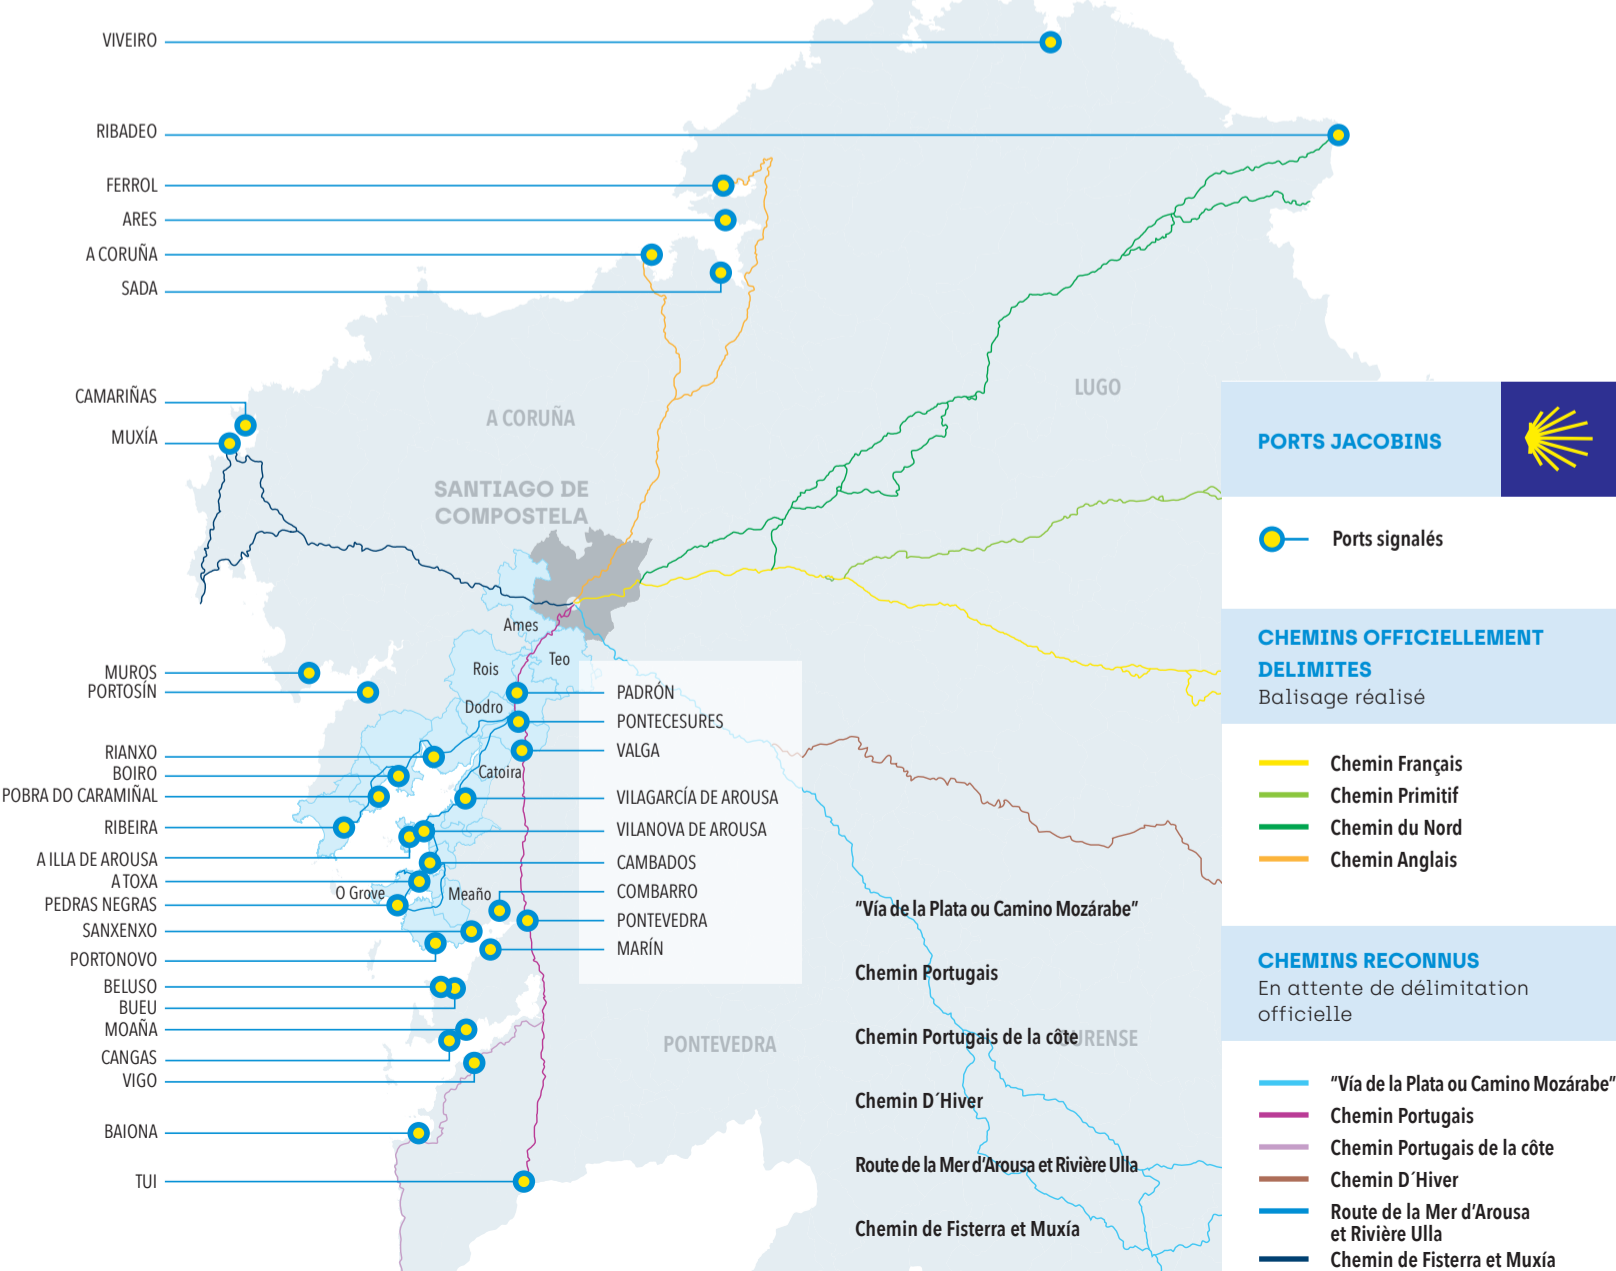 VIVEIRO
RIBADEO
FERROL
ARES
A CORUÑA
SADA
CAMARIÑAS
MUXÍA
MUROS
PORTOSÍN
RIANXO
BOIRO
POBRA DO CARAMIÑAL
RIBEIRA
A ILLA DE AROUSA
A TOXA
PEDRAS NEGRAS
SANXENXO
PORTONOVO
BELUSO
BUEU
MOAÑA
CANGAS
VIGO
BAIONA
TUI
A CORUÑA
LUGO
SANTIAGO DE
COMPOSTELA
Ames
Teo
Rois
Dodro
Catoira
O Grove
Meaño
PADRÓN
PONTECESURES
VALGA
VILAGARCÍA DE AROUSA
VILANOVA DE AROUSA
CAMBADOS
COMBARRO
PONTEVEDRA
MARÍN
PONTEVEDRA
OURENSE
"Vía de la Plata ou Camino Mozárabe"
Chemin Portugais
Chemin Portugais de la côte
Chemin D´Hiver
Route de la Mer d'Arousa et Rivière Ulla
Chemin de Fisterra et Muxía
PORTS JACOBINS
Ports signalés
CHEMINS OFFICIELLEMENT
DELIMITES
Balisage réalisé
Chemin Français
Chemin Primitif
Chemin du Nord
Chemin Anglais
CHEMINS RECONNUS
En attente de délimitation
officielle
"Vía de la Plata ou Camino Mozárabe"
Chemin Portugais
Chemin Portugais de la côte
Chemin D´Hiver
Route de la Mer d'Arousa
et Rivière Ulla
Chemin de Fisterra et Muxía